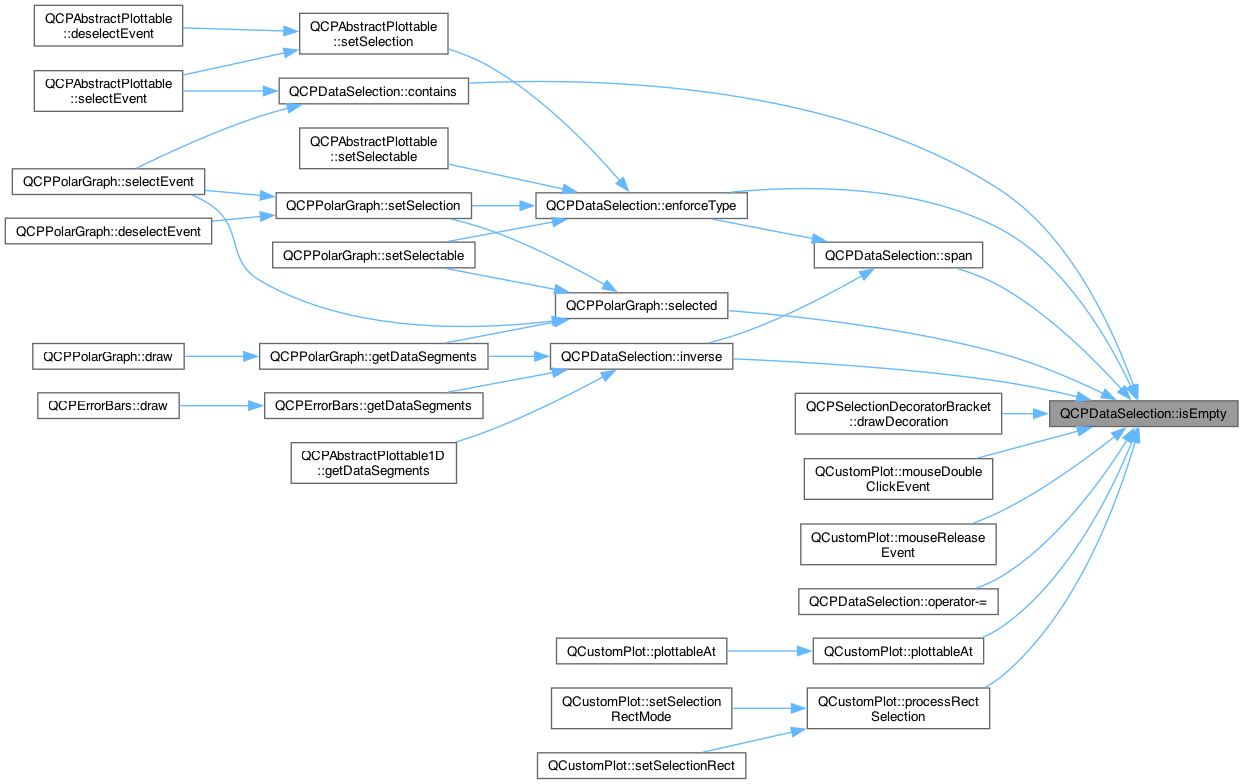 QCPAbstractPlottable
::deselectEvent
QCPAbstractPlottable
::setSelection
QCPAbstractPlottable
::selectEvent
QCPDataSelection::contains
QCPAbstractPlottable
::setSelectable
QCPPolarGraph::selectEvent
QCPPolarGraph::setSelection
QCPDataSelection::enforceType
QCPPolarGraph::deselectEvent
QCPPolarGraph::setSelectable
QCPDataSelection::span
QCPPolarGraph::selected
QCPPolarGraph::draw
QCPPolarGraph::getDataSegments
QCPDataSelection::inverse
QCPErrorBars::draw
QCPErrorBars::getDataSegments
QCPSelectionDecoratorBracket
::drawDecoration
QCPDataSelection::isEmpty
QCPAbstractPlottable1D
::getDataSegments
QCustomPlot::mouseDouble
ClickEvent
QCustomPlot::mouseRelease
Event
QCPDataSelection::operator-=
QCustomPlot::plottableAt
QCustomPlot::plottableAt
QCustomPlot::setSelection
RectMode
QCustomPlot::processRect
Selection
QCustomPlot::setSelectionRect